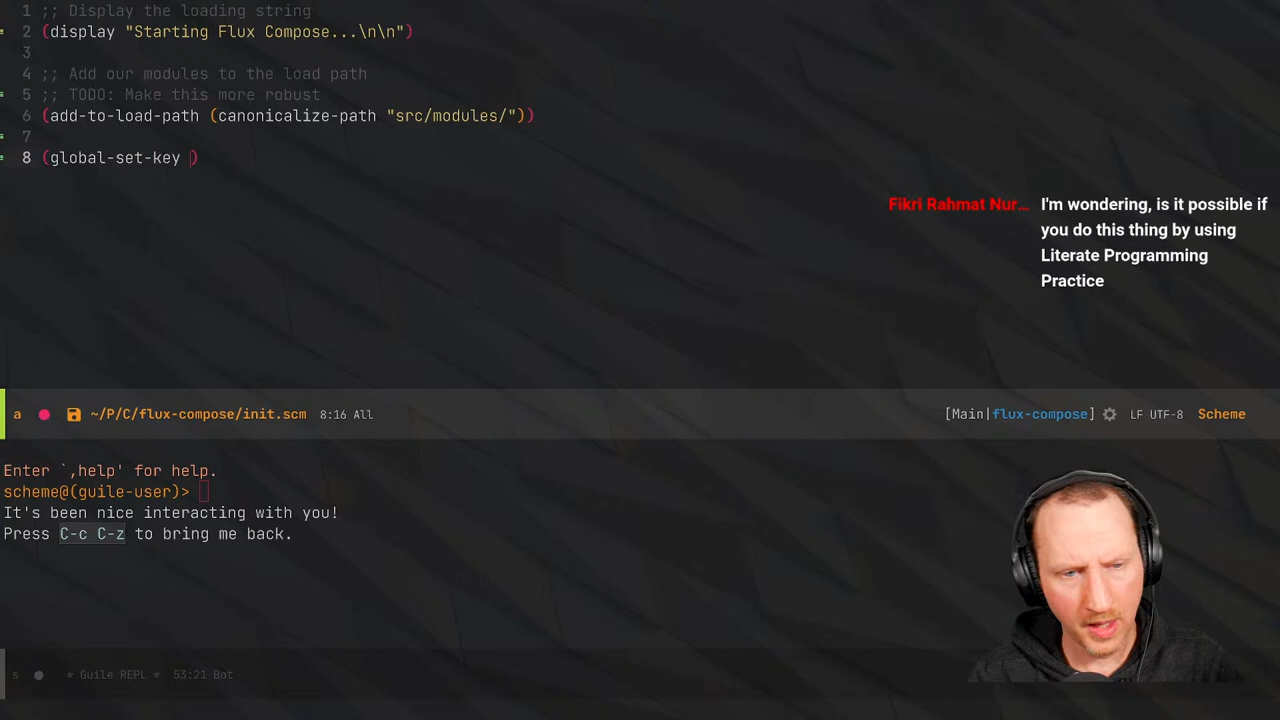 1 ;; Display the loading string
2 (display "Starting Flux Compose...\n\n")
3
4 ;; Add our modules to the load path
5 ;; TODO: Make this more robust
6 (add-to-load-path (canonicalize-path "src/modules/"))
7
8 (global-set-key )
Fikri Rahmat Nur... I'm wondering, is it possible if
you do this thing by using
Literate Programming
Practice
a ~/P/C/flux-compose/init.scm 8:16 All [Main|flux-compose] LF UTF-8 Scheme
Enter `,help' for help.
scheme@(guile-user)>
It's been nice interacting with you!
Press C-c C-z to bring me back.
s * Guile REPL * 53:21 Bot